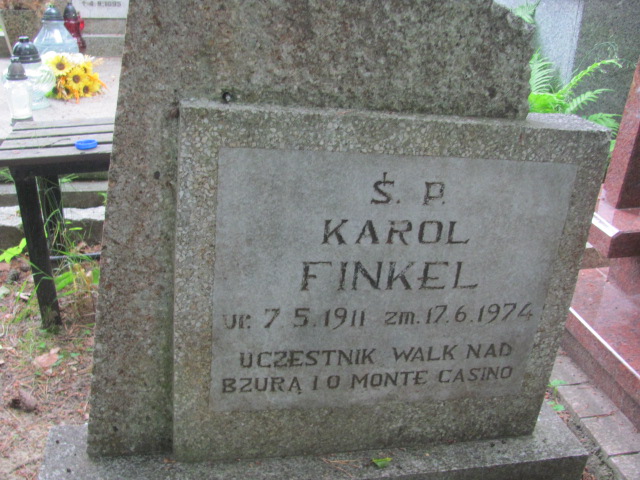 Ś. P.
KAROL
FINKEL
ur. 7 5.1911 zm. 17.6.1974
UCZESTNIK WALK NAD
BZURĄ I O MONTE CASINO